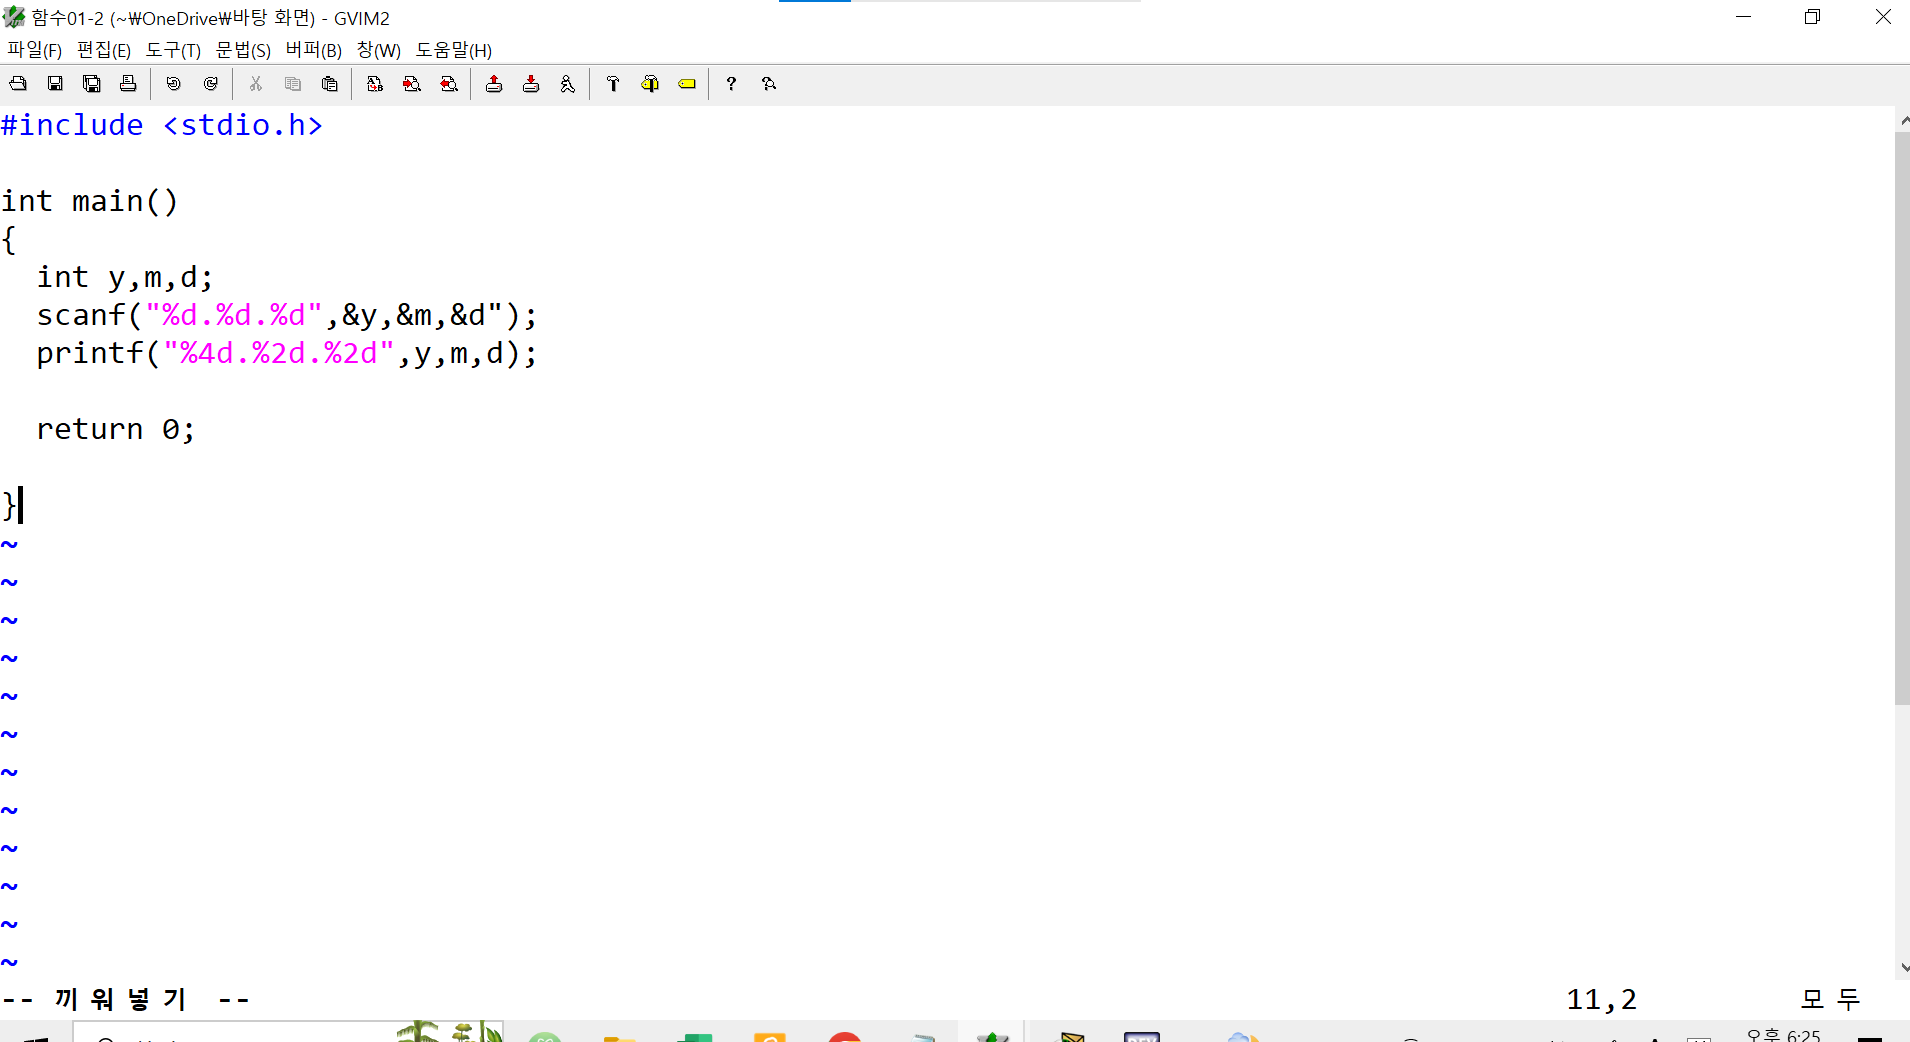 함수01-2 (~₩OneDrive₩바탕 화면) - GVIM2
파일(F) 편집(E) 도구(T) 문법(S) 버퍼(B) 창(W) 도움말(H)
#include <stdio.h>
int main()
{
  int y,m,d;
  scanf("%d.%d.%d",&y,&m,&d");
  printf("%4d.%2d.%2d",y,m,d);
  return 0;
}
~
~
~
~
~
~
~
~
~
~
~
~
-- 끼워넣기 -- 11,2 모두
오후 6:25